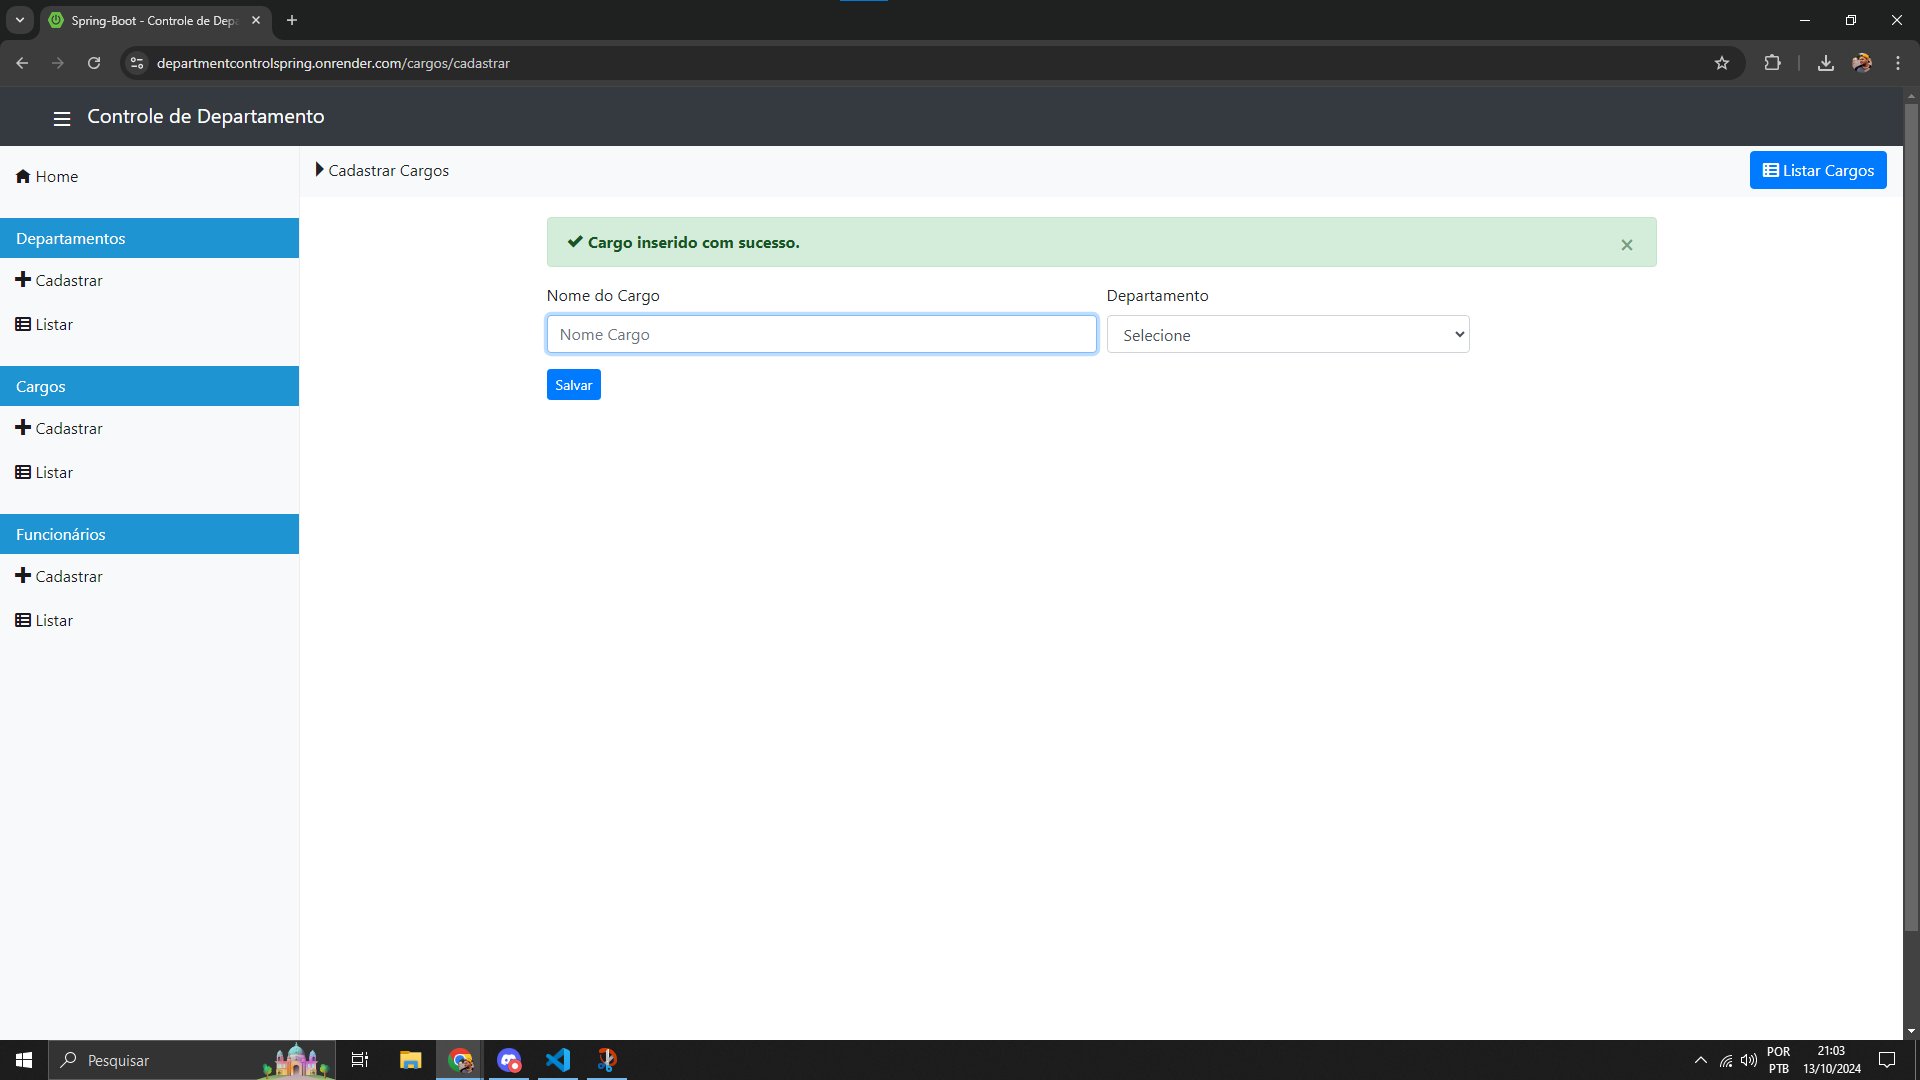 Spring-Boot - Controle de Depa
departmentcontrolspring.onrender.com/cargos/cadastrar
Controle de Departamento
Home
Cadastrar Cargos
Listar Cargos
Departamentos
Cadastrar
Listar
Cargo inserido com sucesso.
×
Nome do Cargo
Departamento
Nome Cargo
Selecione
Salvar
Cargos
Cadastrar
Listar
Funcionários
Cadastrar
Listar
Pesquisar
POR
PTB
21:03
13/10/2024